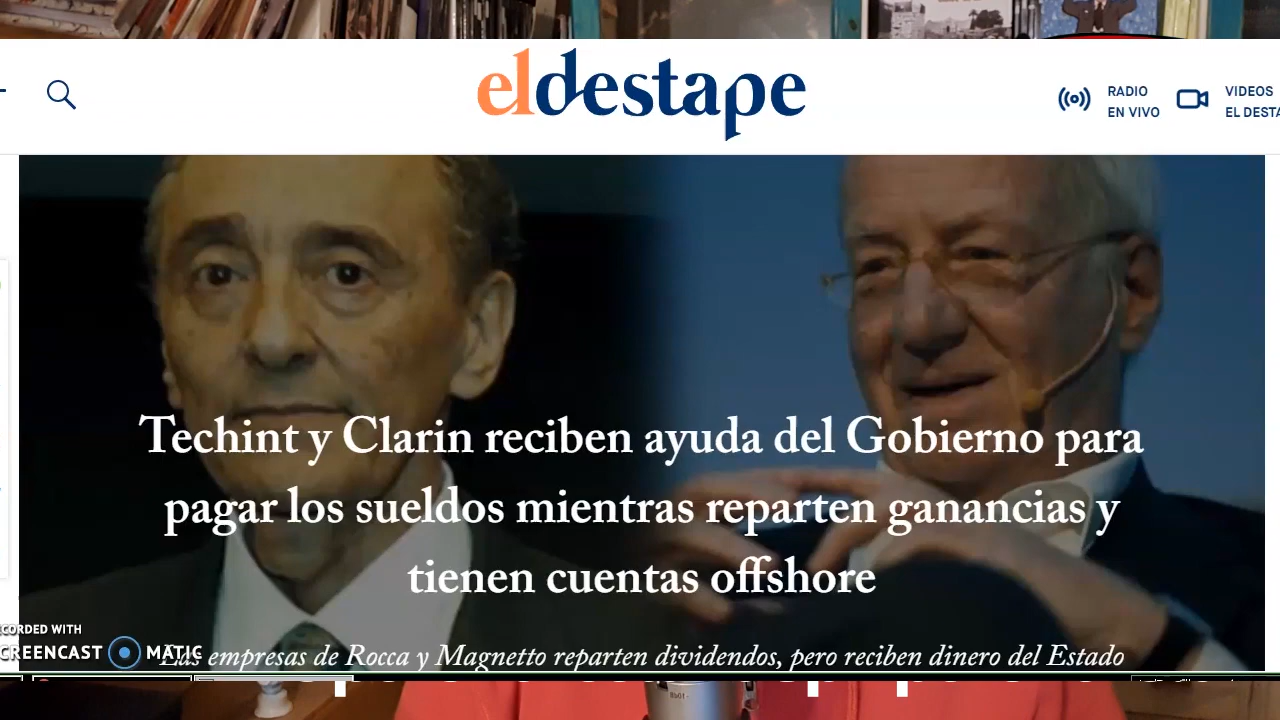 eldestape
RADIO
EN VIVO
VIDEOS
EL DESTA
Techint y Clarin reciben ayuda del Gobierno para
pagar los sueldos mientras reparten ganancias y
tienen cuentas offshore
Las empresas de Rocca y Magnetto reparten dividendos, pero reciben dinero del Estado
CORDED WITH
CREENCAST MATIC